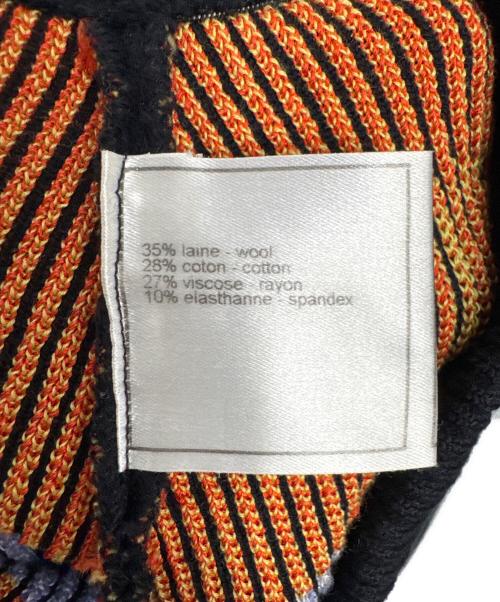 35% laine - wool
28% coton - cotton
27% viscose - rayon
10% elasthanne - spandex